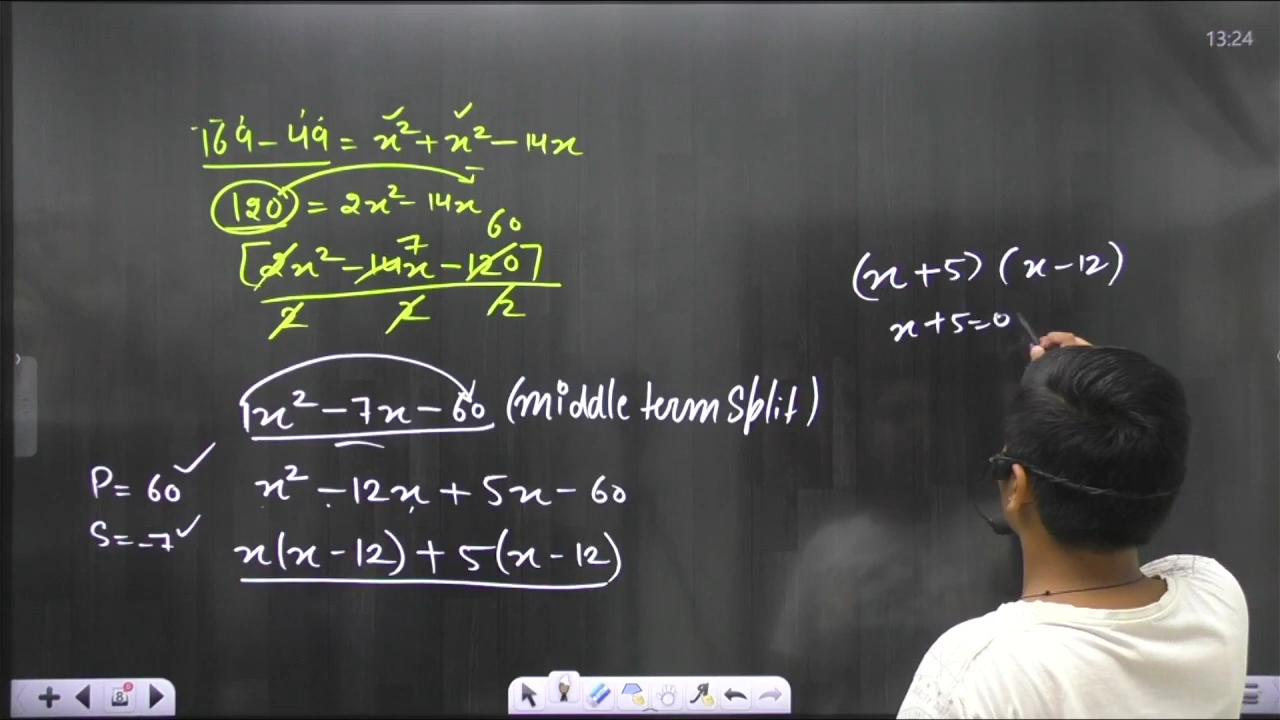 13:24
169 - 49 = x² + x² - 14x
120 = 2x² - 14x
60
7
[2x² - 14x - 120]
2 2 2
1x² - 7x - 60 (middle term split)
P = 60
x² - 12x + 5x - 60
S = -7
x(x - 12) + 5(x - 12)
(x + 5) (x - 12)
x + 5 = 0
8